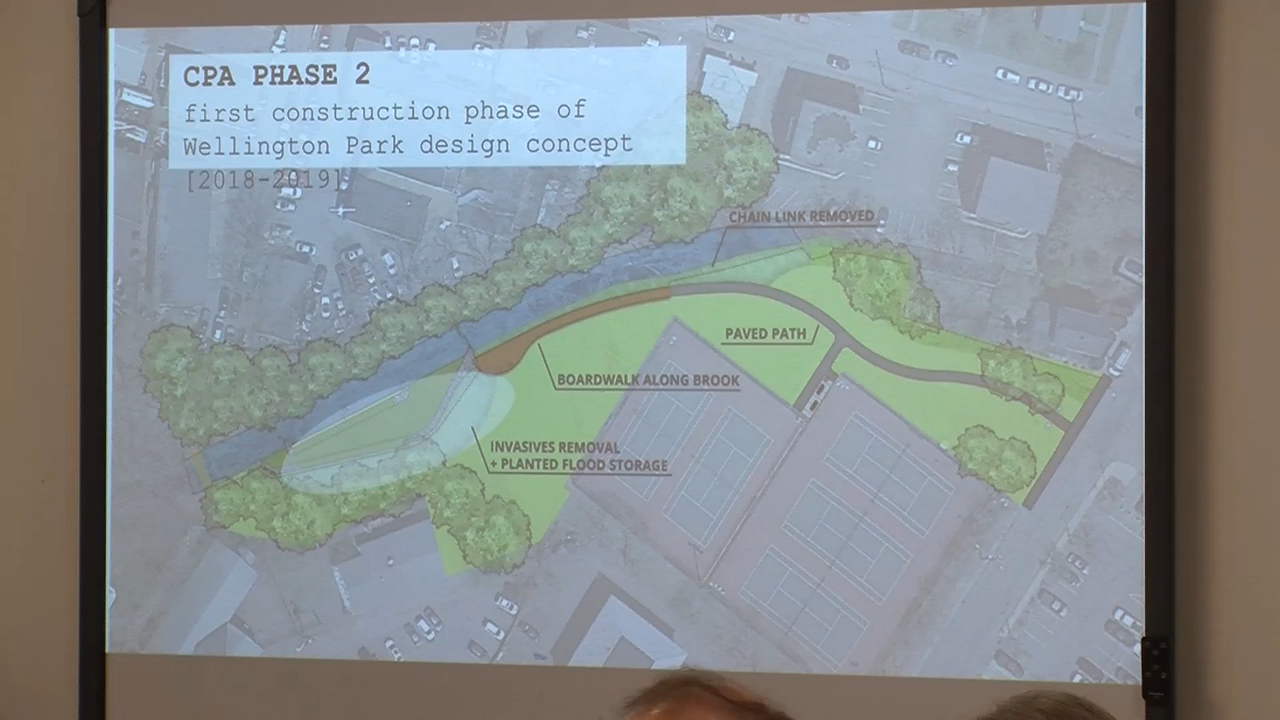 CPA PHASE 2
first construction phase of
Wellington Park design concept
[2018-2019]
CHAIN LINK REMOVED
PAVED PATH
BOARDWALK ALONG BROOK
INVASIVES REMOVAL
+ PLANTED FLOOD STORAGE